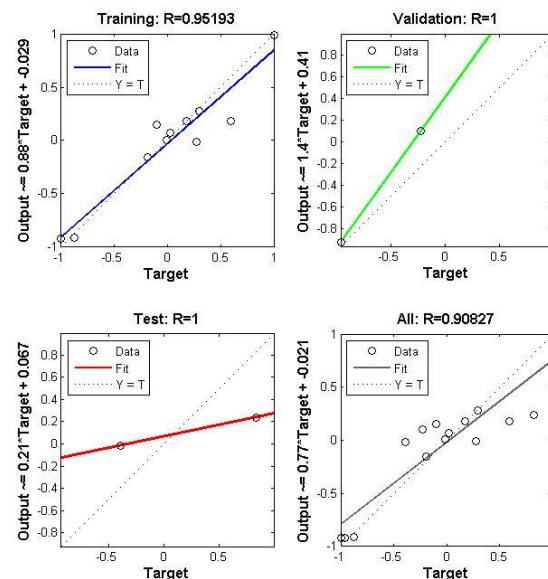 Training: R=0.95193
Output ~= 0.88*Target + -0.029
1
0.5
0
-0.5
-1
Data
Fit
Y = T
-1 -0.5 0 0.5 1
Target
Validation: R=1
Output ~= 1.4*Target + 0.41
0.8
0.6
0.4
0.2
0
-0.2
-0.4
-0.6
-0.8
Data
Fit
Y = T
-0.5 0 0.5
Target
Test: R=1
Output ~= 0.21*Target + 0.067
0.8
0.6
0.4
0.2
0
-0.2
-0.4
-0.6
-0.8
Data
Fit
Y = T
-0.5 0 0.5
Target
All: R=0.90827
Output ~= 0.77*Target + -0.021
1
0.5
0
-0.5
-1
Data
Fit
Y = T
-1 -0.5 0 0.5 1
Target